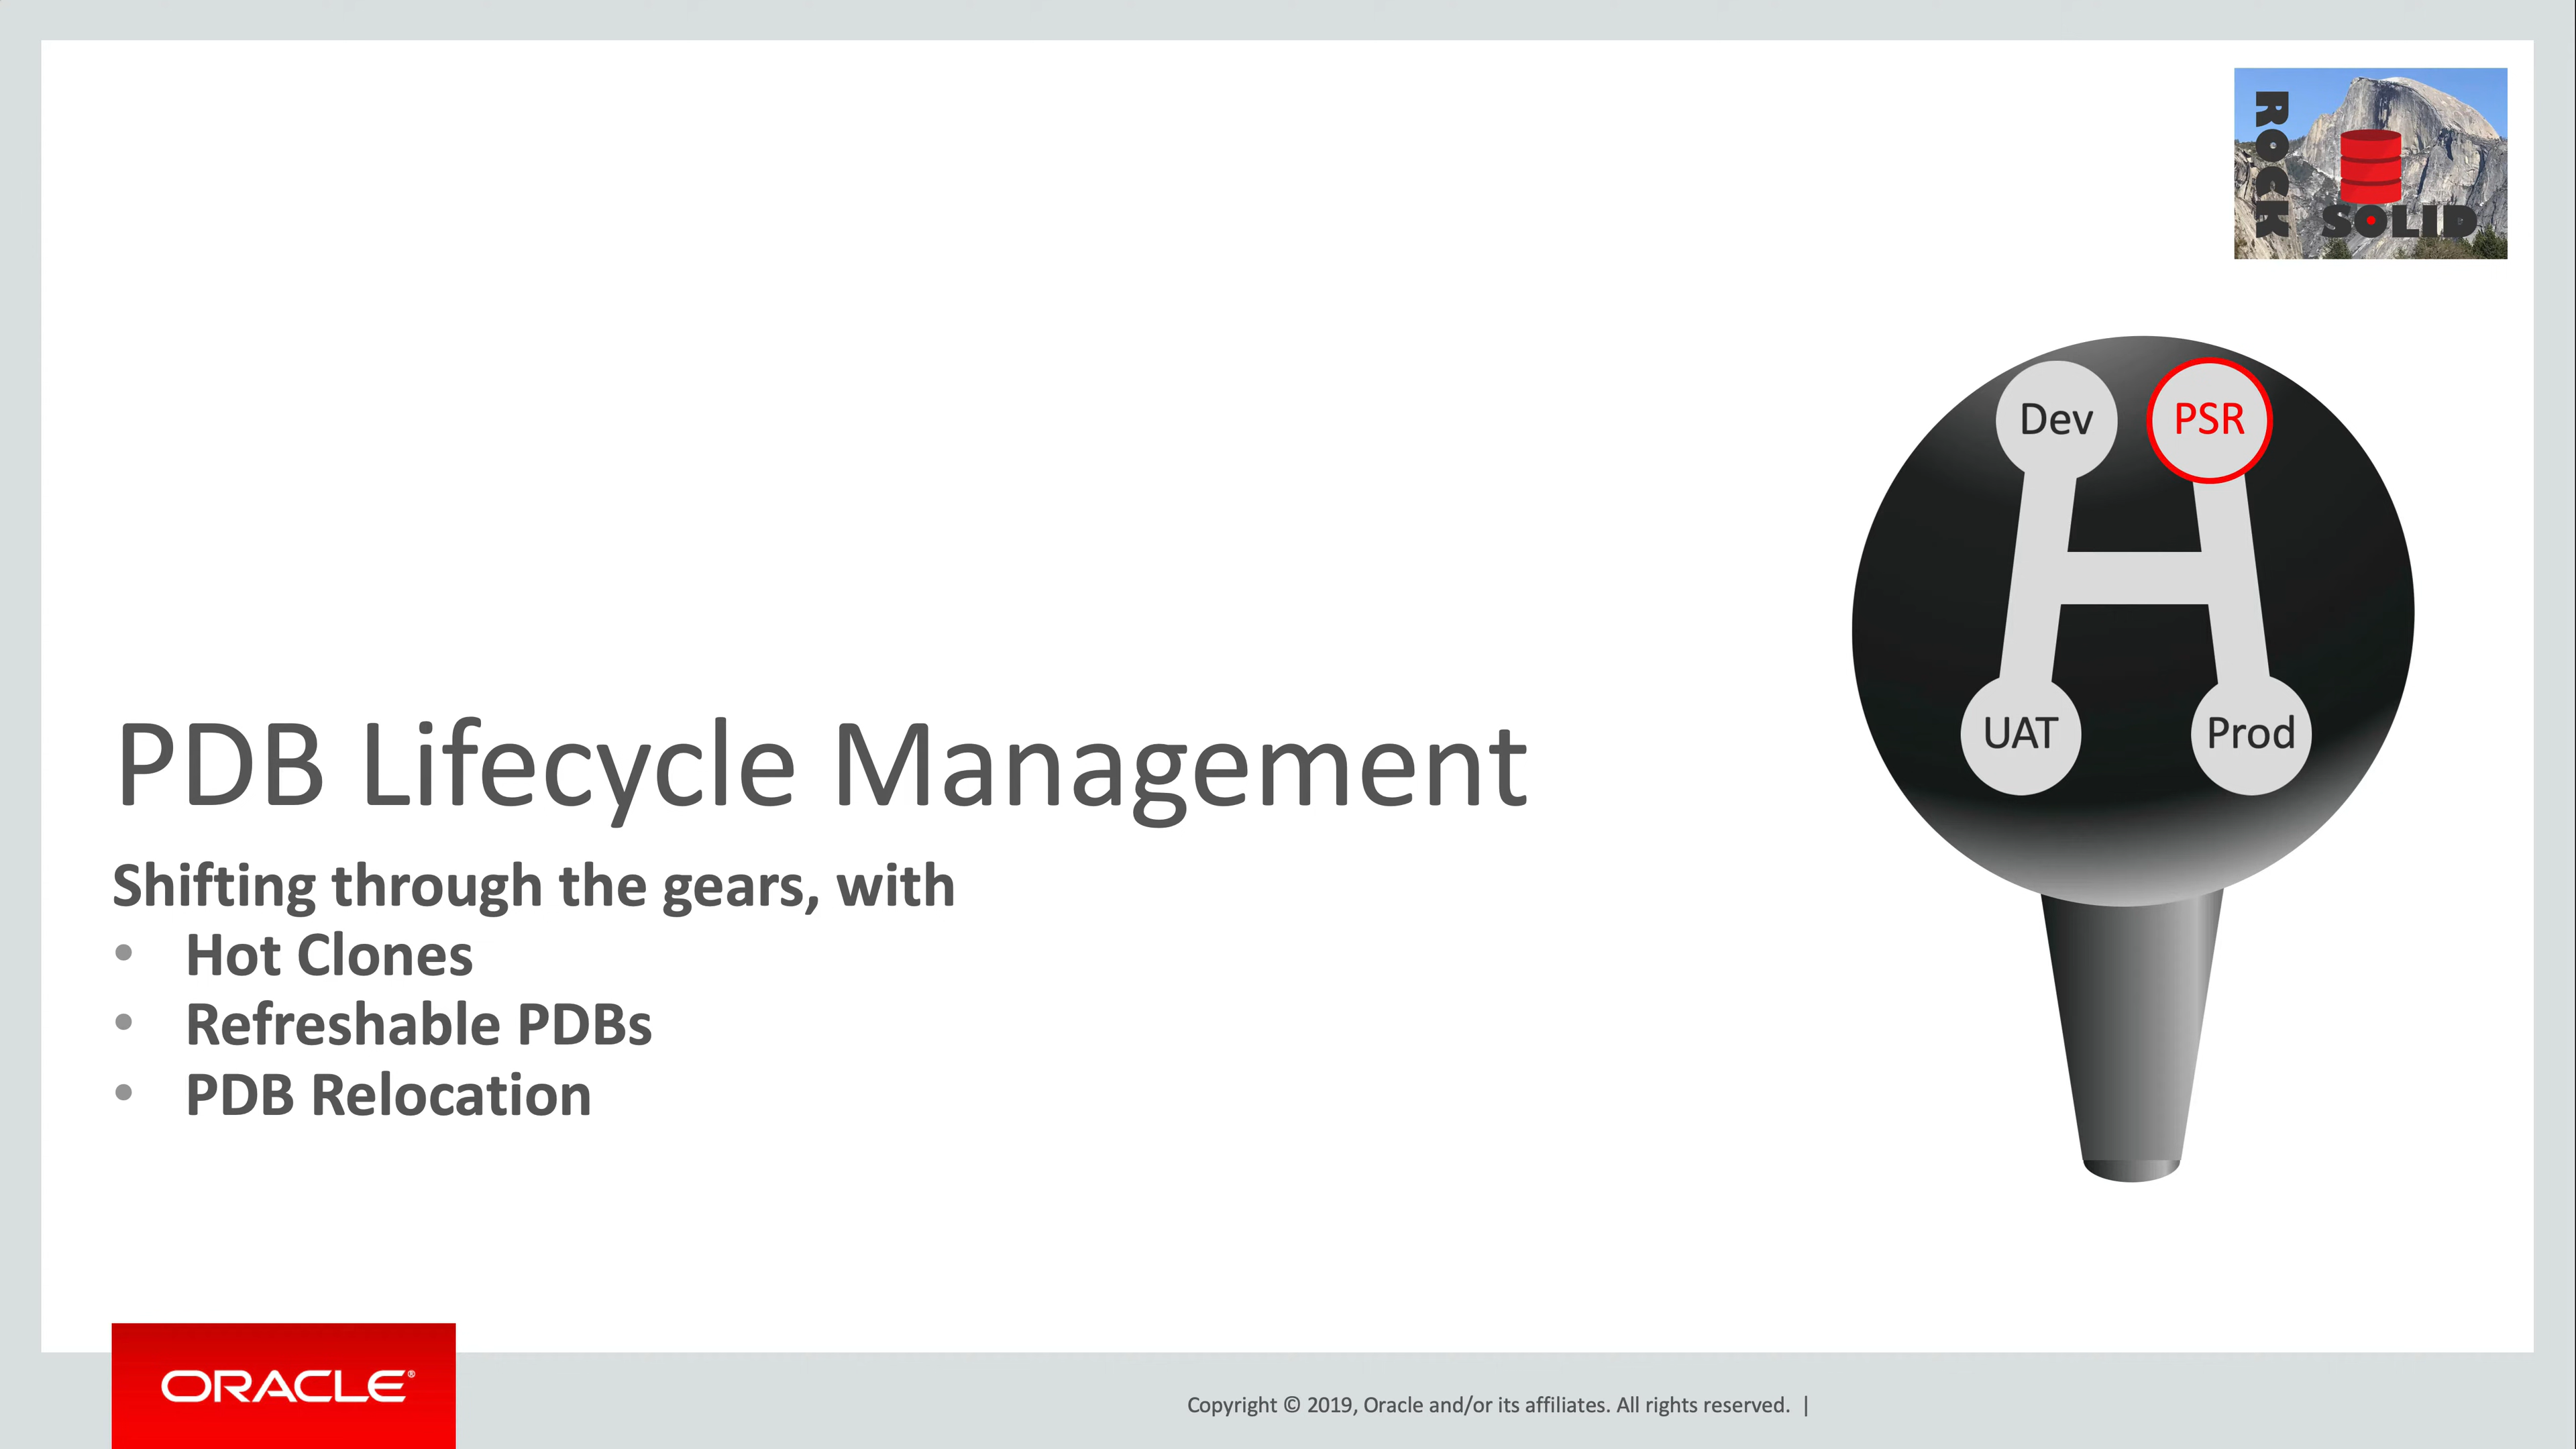 ROCK
SOLID
Dev
PSR
UAT
Prod
PDB Lifecycle Management
Shifting through the gears, with
• Hot Clones
• Refreshable PDBs
• PDB Relocation
ORACLE®
Copyright © 2019, Oracle and/or its affiliates. All rights reserved. |